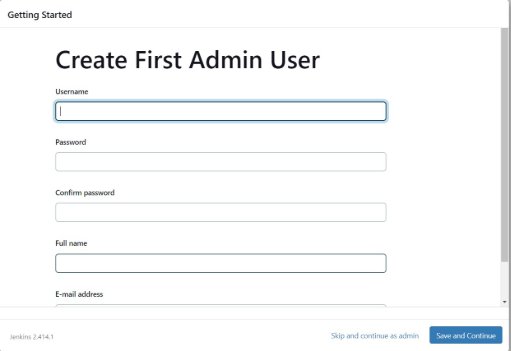 Getting Started
Create First Admin User
Username
Password
Confirm password
Full name
E-mail address
Jenkins 2.414.1
Skip and continue as admin
Save and Continue